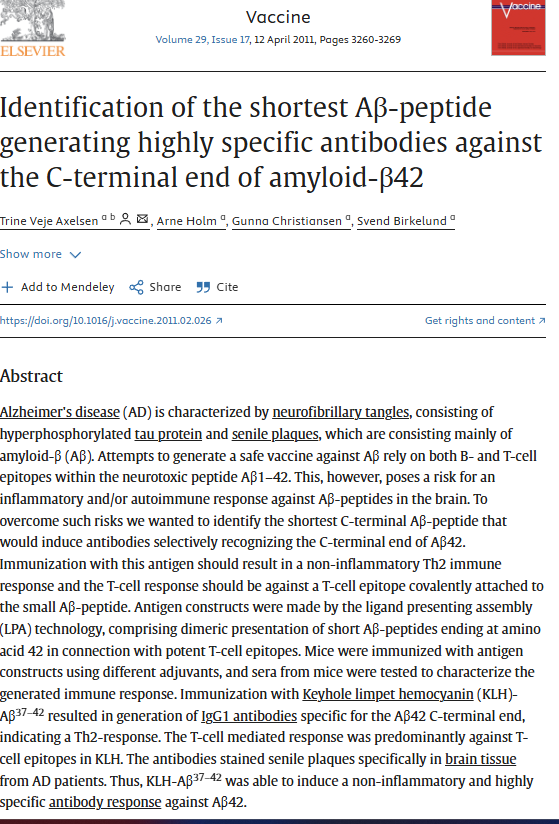 Vaccine
ELSEVIER
Volume 29, Issue 17, 12 April 2011, Pages 3260-3269
Vaccine
Identification of the shortest Aβ-peptide
generating highly specific antibodies against
the C-terminal end of amyloid-β42
Trine Veje Axelsen a b, Arne Holm a, Gunna Christiansen a, Svend Birkelund a
Show more
Add to Mendeley Share Cite
https://doi.org/10.1016/j.vaccine.2011.02.026 ↗ Get rights and content ↗
Abstract
Alzheimer's disease (AD) is characterized by neurofibrillary tangles, consisting of
hyperphosphorylated tau protein and senile plaques, which are consisting mainly of
amyloid-β (Aβ). Attempts to generate a safe vaccine against Aβ rely on both B- and T-cell
epitopes within the neurotoxic peptide Aβ1–42. This, however, poses a risk for an
inflammatory and/or autoimmune response against Aβ-peptides in the brain. To
overcome such risks we wanted to identify the shortest C-terminal Aβ-peptide that
would induce antibodies selectively recognizing the C-terminal end of Aβ42.
Immunization with this antigen should result in a non-inflammatory Th2 immune
response and the T-cell response should be against a T-cell epitope covalently attached to
the small Aβ-peptide. Antigen constructs were made by the ligand presenting assembly
(LPA) technology, comprising dimeric presentation of short Aβ-peptides ending at amino
acid 42 in connection with potent T-cell epitopes. Mice were immunized with antigen
constructs using different adjuvants, and sera from mice were tested to characterize the
generated immune response. Immunization with Keyhole limpet hemocyanin (KLH)-
Aβ³⁷⁻⁴² resulted in generation of IgG1 antibodies specific for the Aβ42 C-terminal end,
indicating a Th2-response. The T-cell mediated response was predominantly against T-
cell epitopes in KLH. The antibodies stained senile plaques specifically in brain tissue
from AD patients. Thus, KLH-Aβ³⁷⁻⁴² was able to induce a non-inflammatory and highly
specific antibody response against Aβ42.